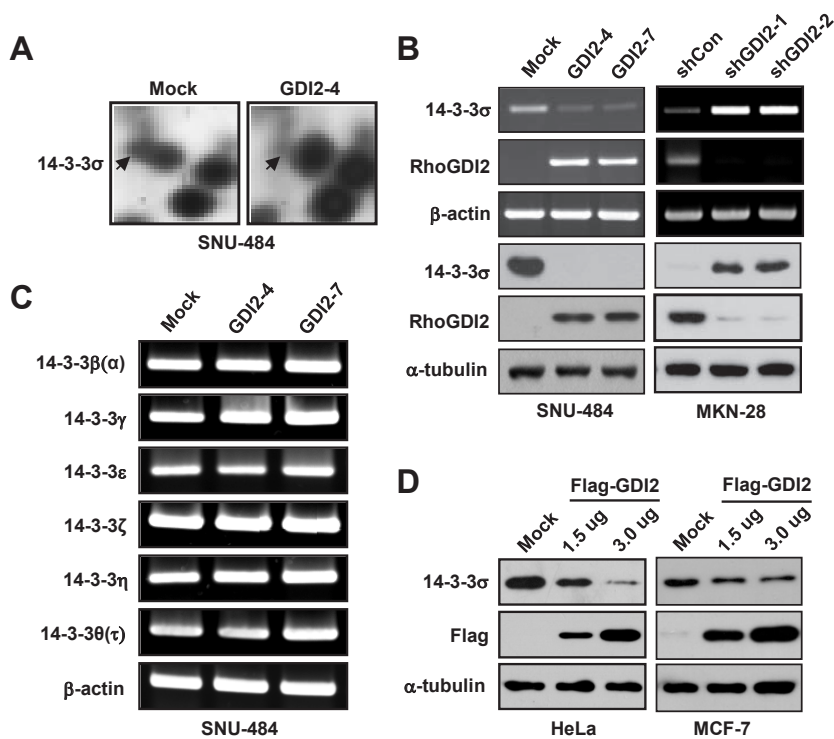 A
Mock GDI2-4
14-3-3σ
SNU-484
B
Mock GDI2-4 GDI2-7 shCon shGDI2-1 shGDI2-2
14-3-3σ
RhoGDI2
β-actin
14-3-3σ
RhoGDI2
α-tubulin
SNU-484 MKN-28
C
Mock GDI2-4 GDI2-7
14-3-3β(α)
14-3-3γ
14-3-3ε
14-3-3ζ
14-3-3η
14-3-3θ(τ)
β-actin
SNU-484
D
Flag-GDI2 Flag-GDI2
Mock 1.5 ug 3.0 ug Mock 1.5 ug 3.0 ug
14-3-3σ
Flag
α-tubulin
HeLa MCF-7